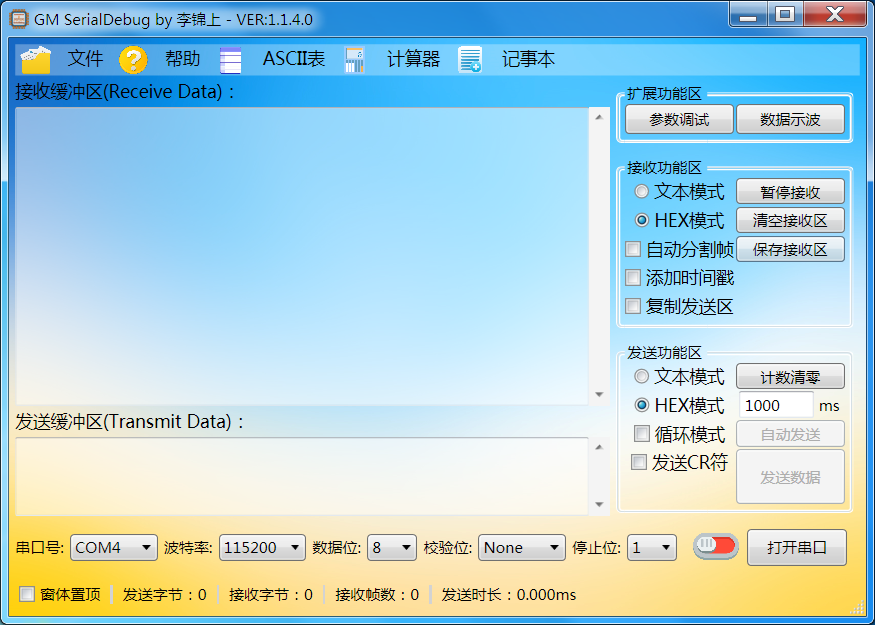 GM SerialDebug by 李锦上 - VER:1.1.4.0
文件 帮助 ASCII表 计算器 记事本
接收缓冲区(Receive Data)：
扩展功能区
参数调试 数据示波
接收功能区
文本模式 暂停接收
HEX模式 清空接收区
自动分割帧 保存接收区
添加时间戳
复制发送区
发送缓冲区(Transmit Data)：
发送功能区
文本模式 计数清零
HEX模式 1000 ms
循环模式 自动发送
发送CR符 发送数据
串口号: COM4 波特率: 115200 数据位: 8 校验位: None 停止位: 1 打开串口
窗体置顶 发送字节：0 接收字节：0 接收帧数：0 发送时长：0.000ms